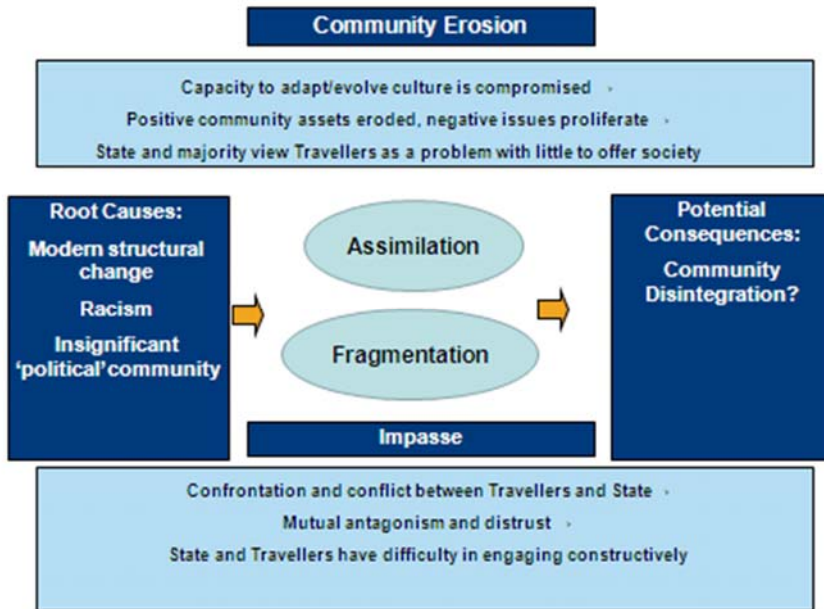 Community Erosion
Capacity to adapt/evolve culture is compromised
Positive community assets eroded, negative issues proliferate
State and majority view Travellers as a problem with little to offer society
Root Causes:
Modern structural
change
Racism
Insignificant
'political' community
Assimilation
Fragmentation
Potential
Consequences:
Community
Disintegration?
Impasse
Confrontation and conflict between Travellers and State
Mutual antagonism and distrust
State and Travellers have difficulty in engaging constructively